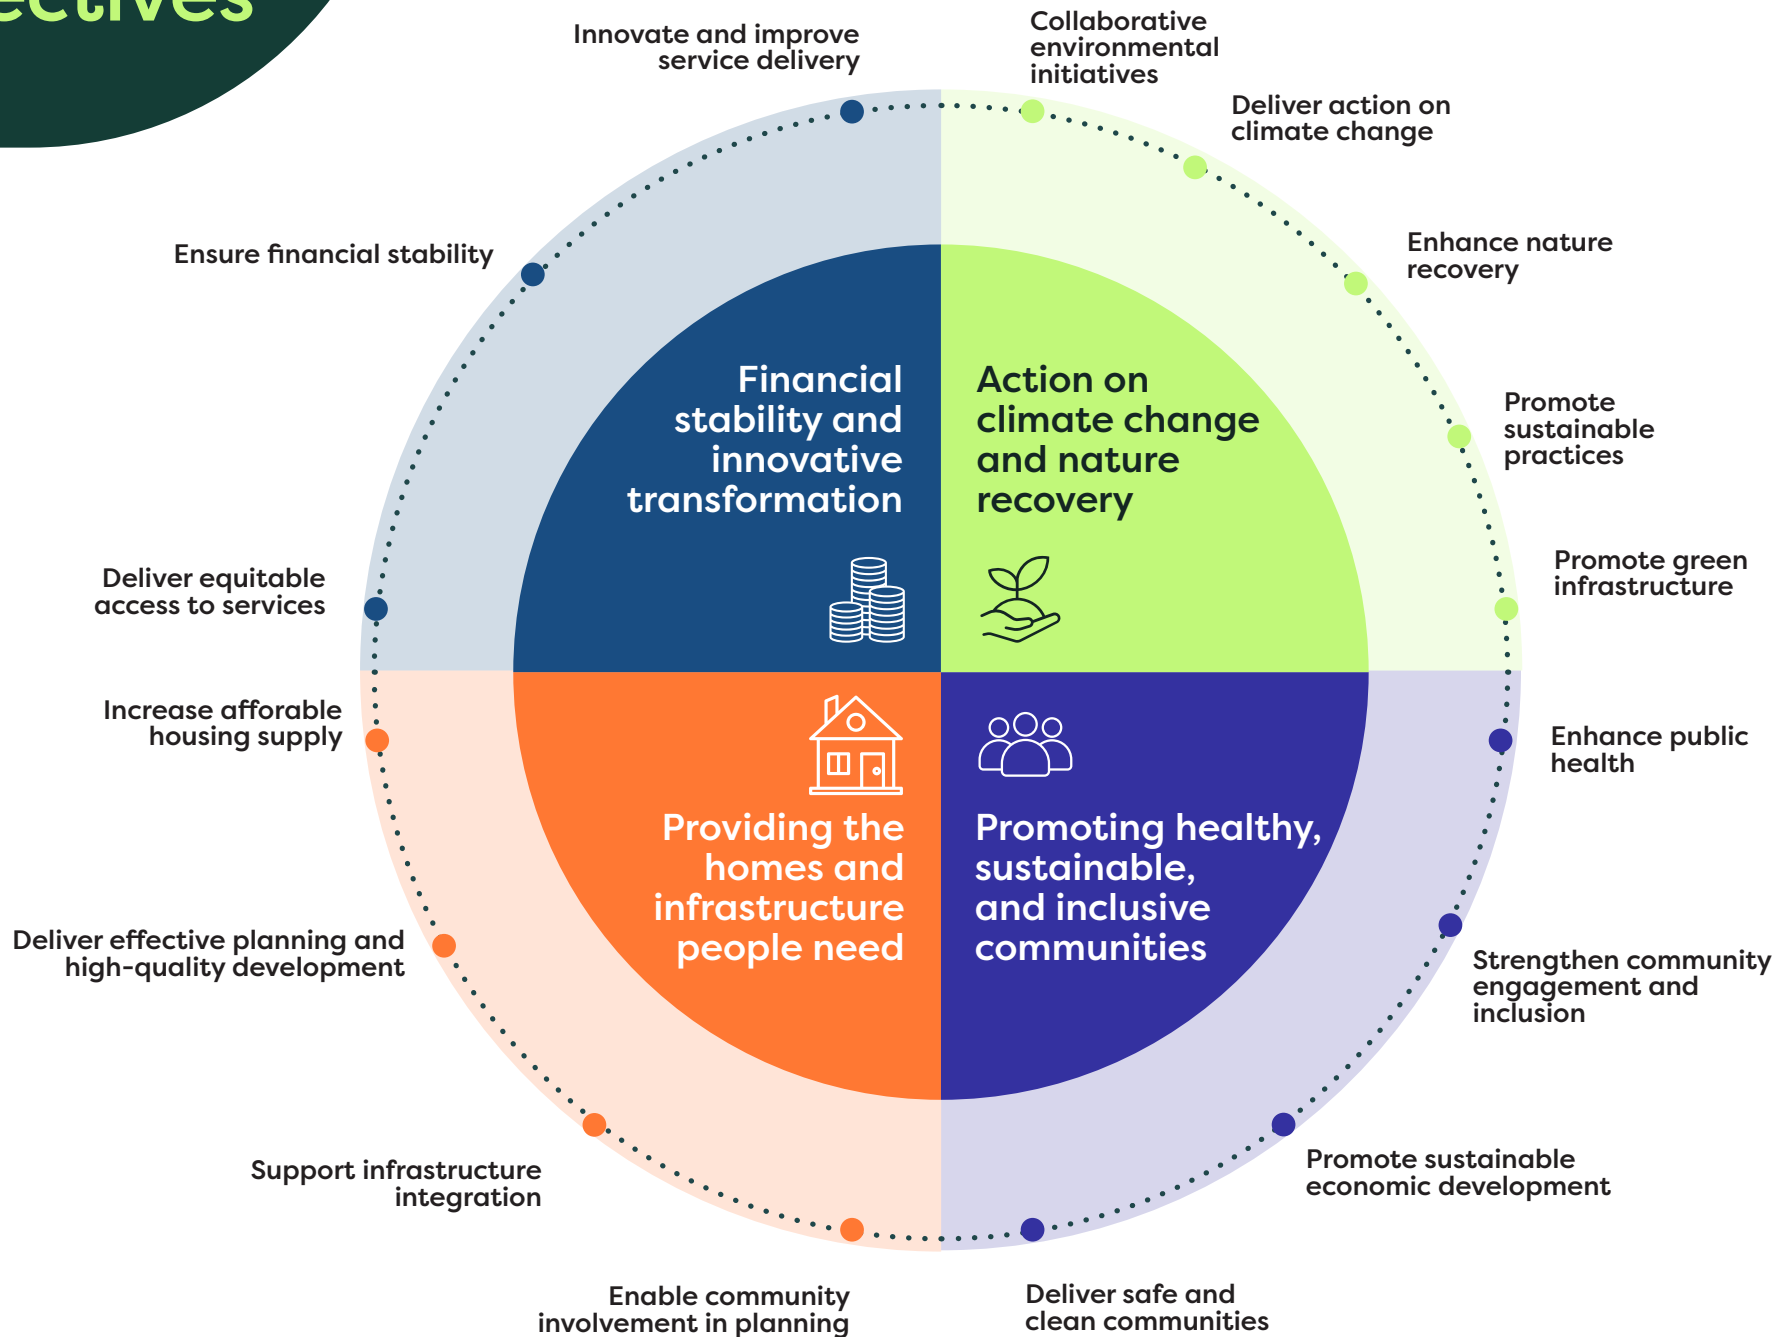 Innovate and improve
service delivery
Collaborative
environmental
initiatives
Deliver action on
climate change
Ensure financial stability
Enhance nature
recovery
Financial
stability and
innovative
transformation
Action on
climate change
and nature
recovery
Promote
sustainable
practices
Deliver equitable
access to services
Promote green
infrastructure
Increase afforable
housing supply
Enhance public
health
Providing the
homes and
infrastructure
people need
Promoting healthy,
sustainable,
and inclusive
communities
Deliver effective planning and
high-quality development
Strengthen community
engagement and
inclusion
Support infrastructure
integration
Promote sustainable
economic development
Enable community
involvement in planning
Deliver safe and
clean communities